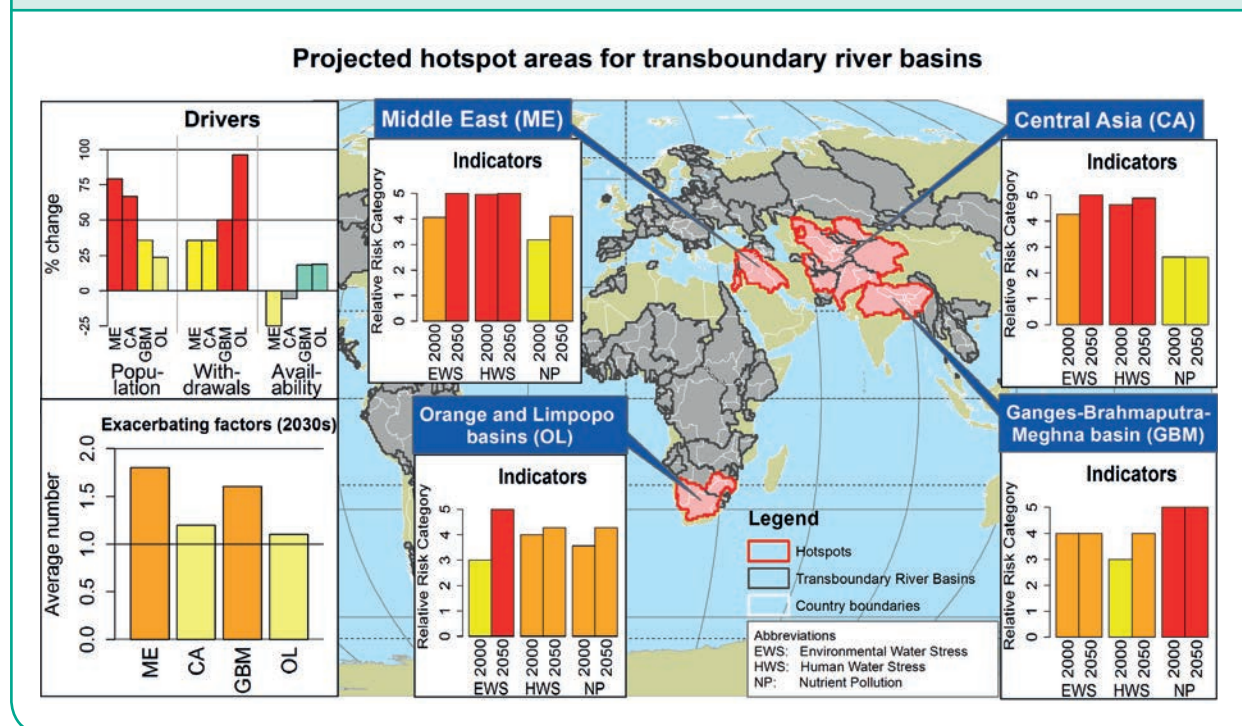 Projected hotspot areas for transboundary river basins
Drivers
% change
100
75
50
25
0
-25
ME
CA
GBM
OL
ME
CA
GBM
OL
ME
CA
GBM
OL
Popu-
lation
With-
drawals
Avail-
ability
Exacerbating factors (2030s)
Average number
2.0
1.5
1.0
0.5
0.0
ME
CA
GBM
OL
Middle East (ME)
Indicators
Relative Risk Category
5
4
3
2
1
0
2000
2050
2000
2050
2000
2050
EWS
HWS
NP
Central Asia (CA)
Indicators
Relative Risk Category
5
4
3
2
1
0
2000
2050
2000
2050
2000
2050
EWS
HWS
NP
Orange and Limpopo
basins (OL)
Indicators
Relative Risk Category
5
4
3
2
1
0
2000
2050
2000
2050
2000
2050
EWS
HWS
NP
Legend
Hotspots
Transboundary River Basins
Country boundaries
Abbreviations
EWS: Environmental Water Stress
HWS: Human Water Stress
NP: Nutrient Pollution
Ganges-Brahmaputra-
Meghna basin (GBM)
Indicators
Relative Risk Category
5
4
3
2
1
0
2000
2050
2000
2050
2000
2050
EWS
HWS
NP